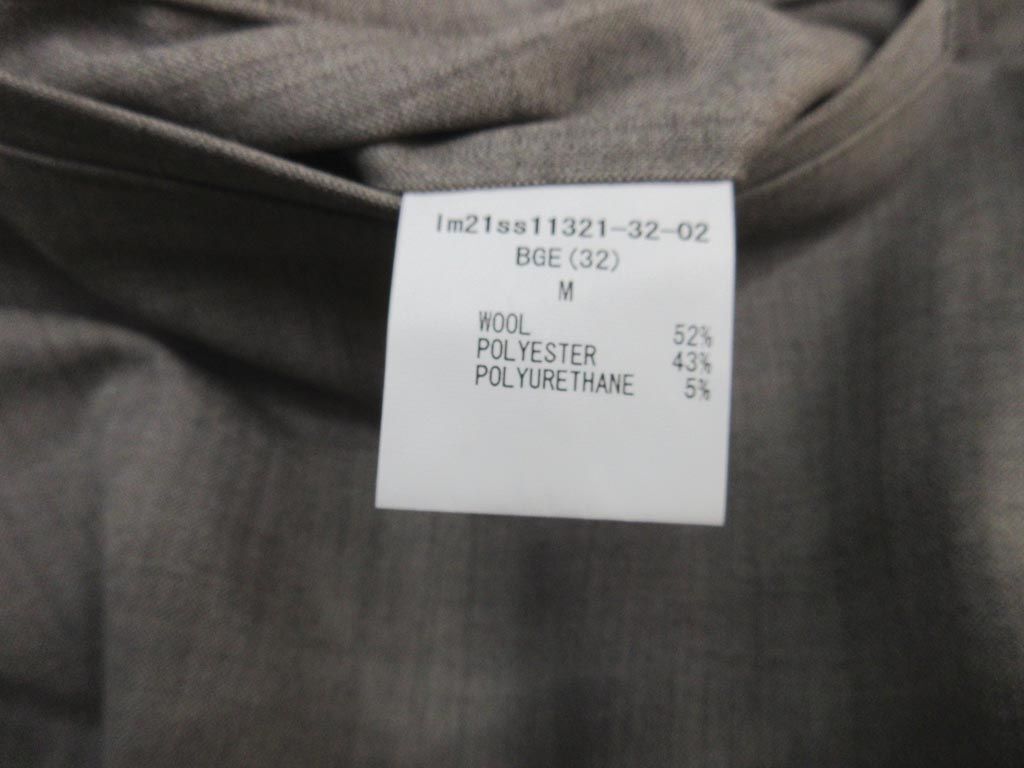 lm21ss11321-32-02
BGE(32)
M
WOOL 52%
POLYESTER 43%
POLYURETHANE 5%